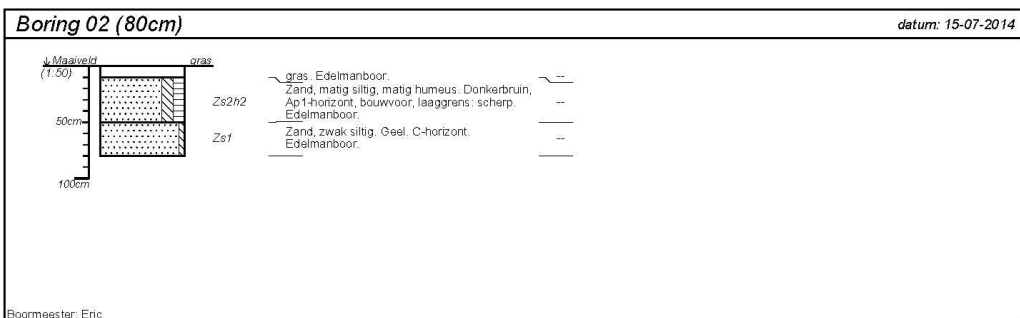 Boring 02 (80cm)
datum: 15-07-2014
↓ Maaiveld
gras
(1:50)
gras. Edelmanboor.
--
Zs2h2
Zand, matig siltig, matig humeus. Donkerbruin,
Ap1-horizont, bouwvoor, laaggrens: scherp.
--
Edelmanboor.
50cm
Zs1
Zand, zwak siltig. Geel. C-horizont.
Edelmanboor.
--
100cm
Boormeester: Eric